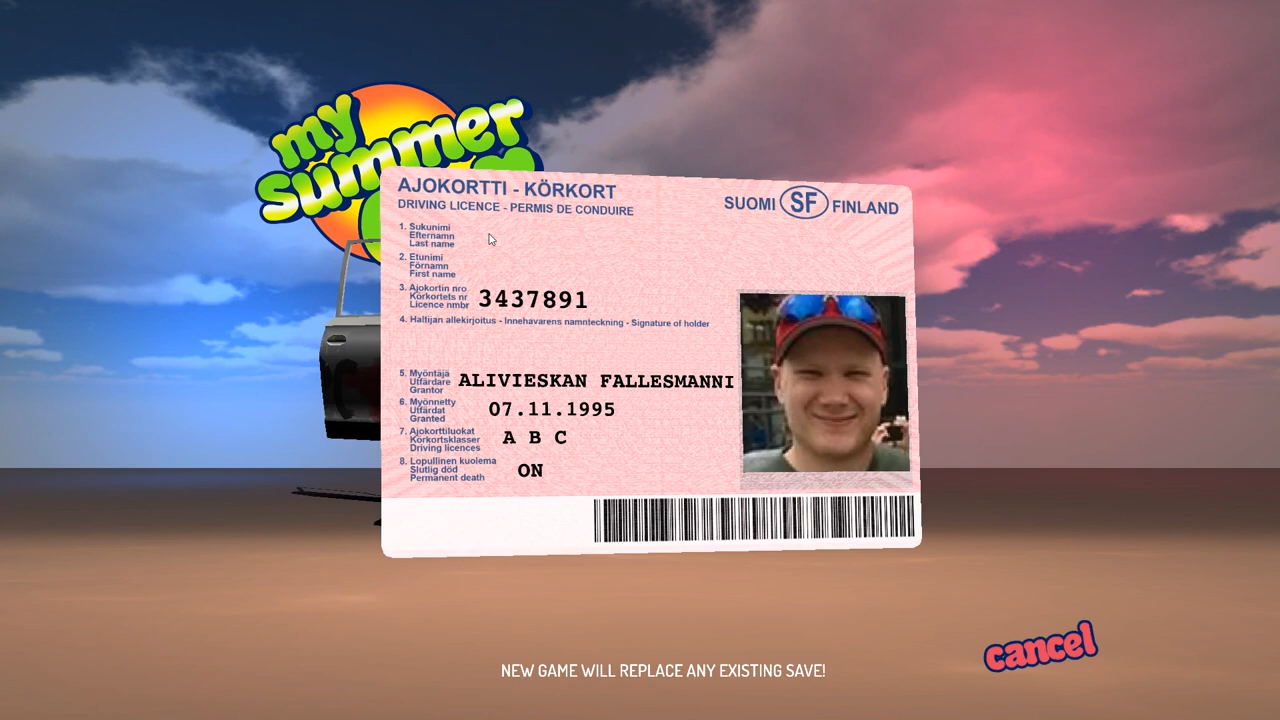 my
summer
AJOKORTTI - KÖRKORT
DRIVING LICENCE - PERMIS DE CONDUIRE
SUOMI SF FINLAND
1. Sukunimi
Efternamn
Last name
2. Etunimi
Förnamn
First name
3. Ajokortin nro
Körkortets nr
Licence nmbr
3437891
4. Haltijan allekirjoitus - Innehavarens namnteckning - Signature of holder
5. Myöntäjä
Utfärdare
Grantor
ALIVIESKAN FALLESMANNI
6. Myönnetty
Utfärdat
Granted
07.11.1995
7. Ajokorttiluokat
Körkortsklasser
Driving licences
A B C
8. Lopullinen kuolema
Slutlig död
Permanent death
ON
cancel
NEW GAME WILL REPLACE ANY EXISTING SAVE!